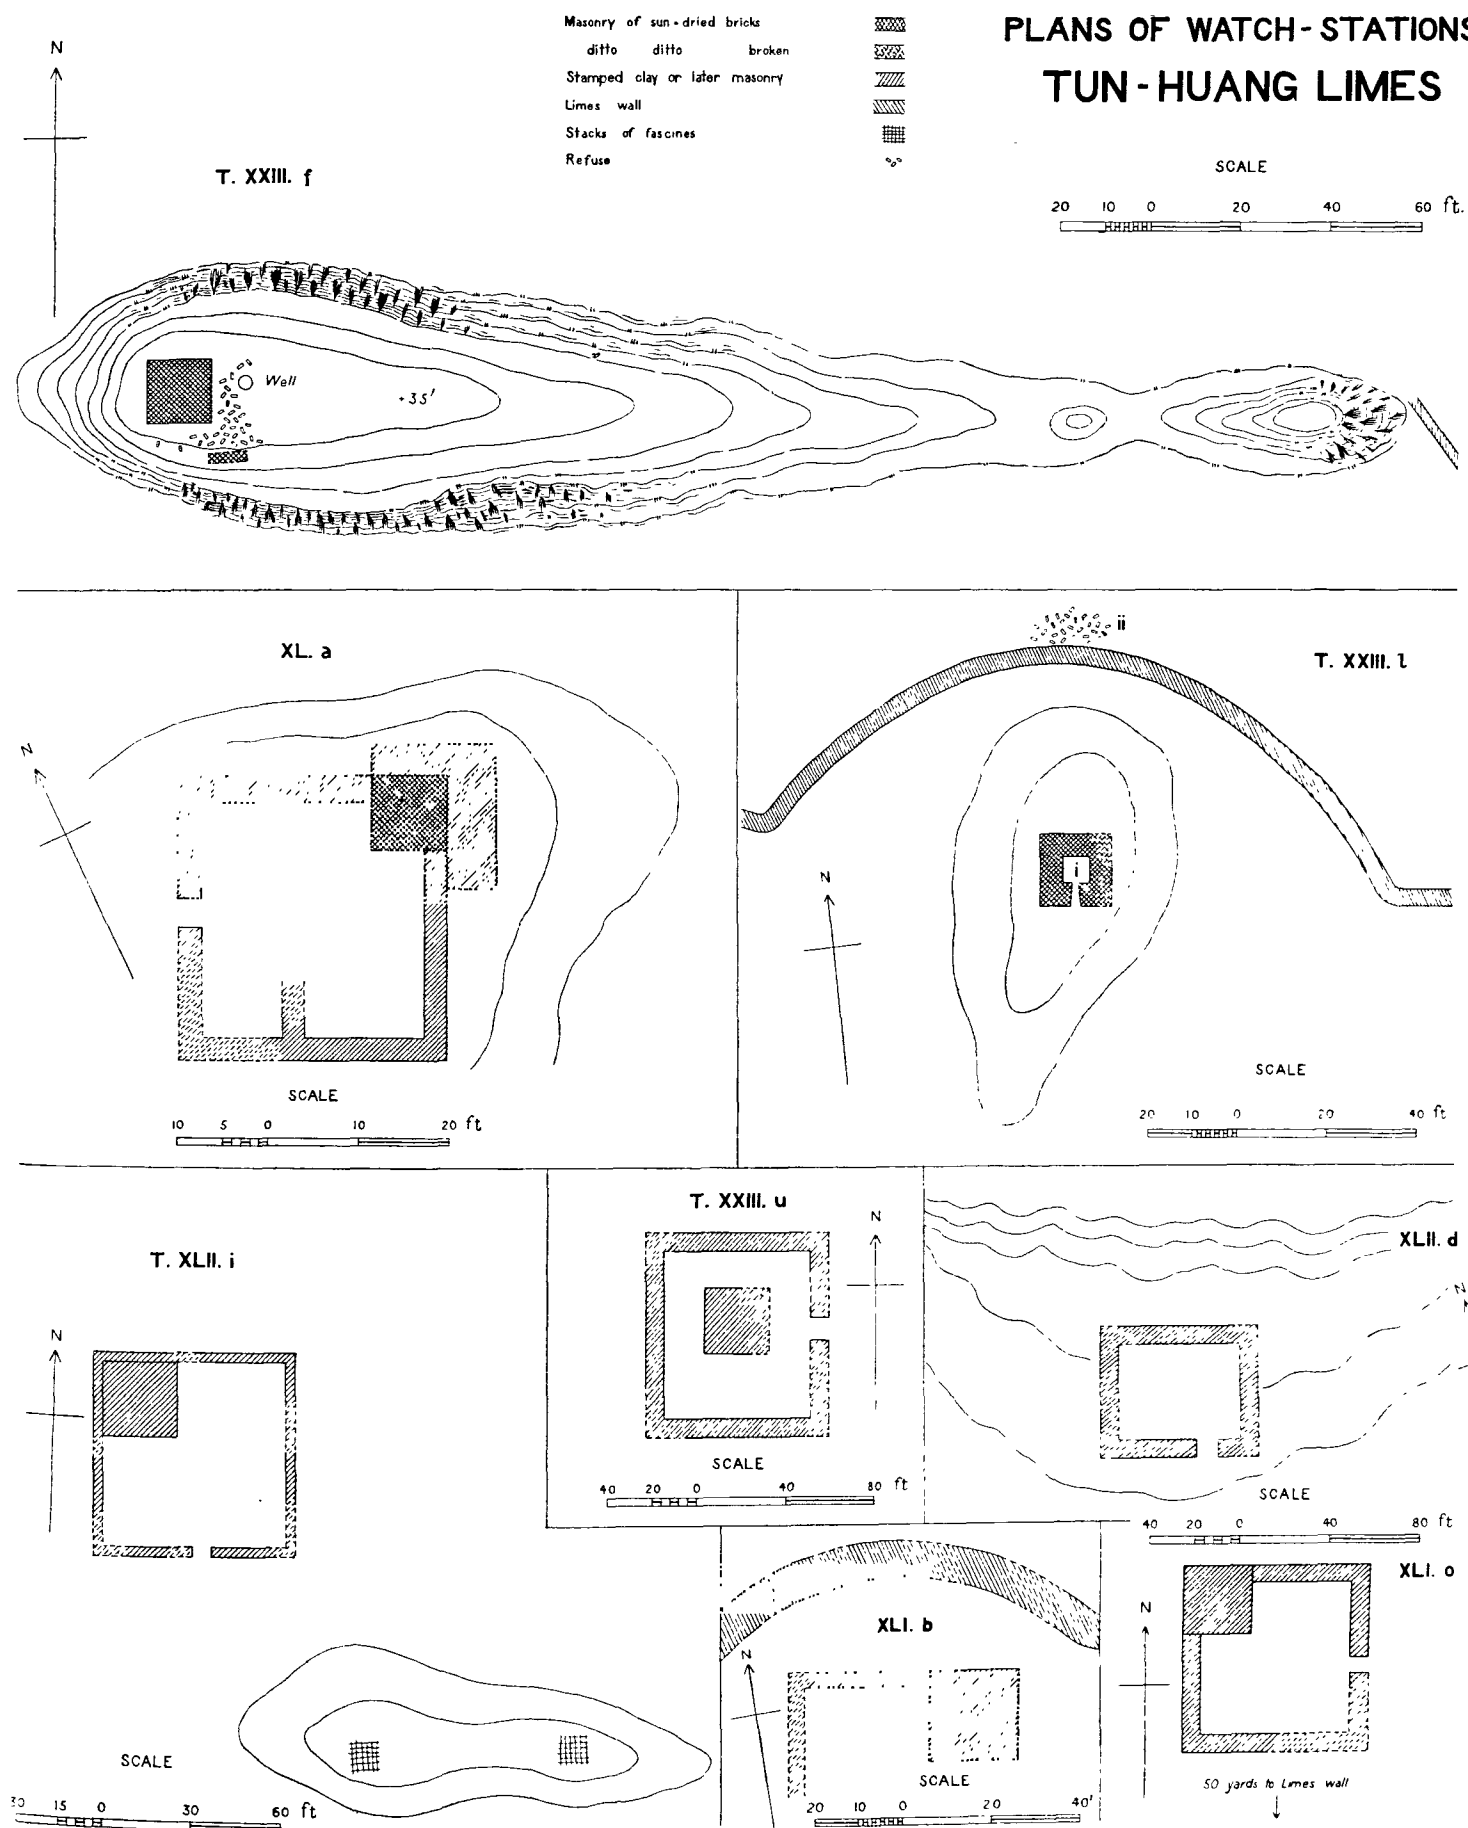 PLANS OF WATCH-STATIONS
TUN-HUANG LIMES
Masonry of sun-dried bricks
ditto ditto broken
Stamped clay or later masonry
Limes wall
Stacks of fascines
Refuse
SCALE
20 10 0 20 40 60 ft.
N
T. XXIII. f
Well
+35'
XL. a
N
SCALE
10 5 0 10 20 ft
ii
T. XXIII. l
i
N
SCALE
20 10 0 20 40 ft
T. XLII. i
N
SCALE
30 15 0 30 60 ft
T. XXIII. u
N
SCALE
40 20 0 40 80 ft
XLII. d
N
SCALE
40 20 0 40 80 ft
XLI. b
N
SCALE
20 10 0 20 40'
XLI. o
N
50 yards to Limes wall